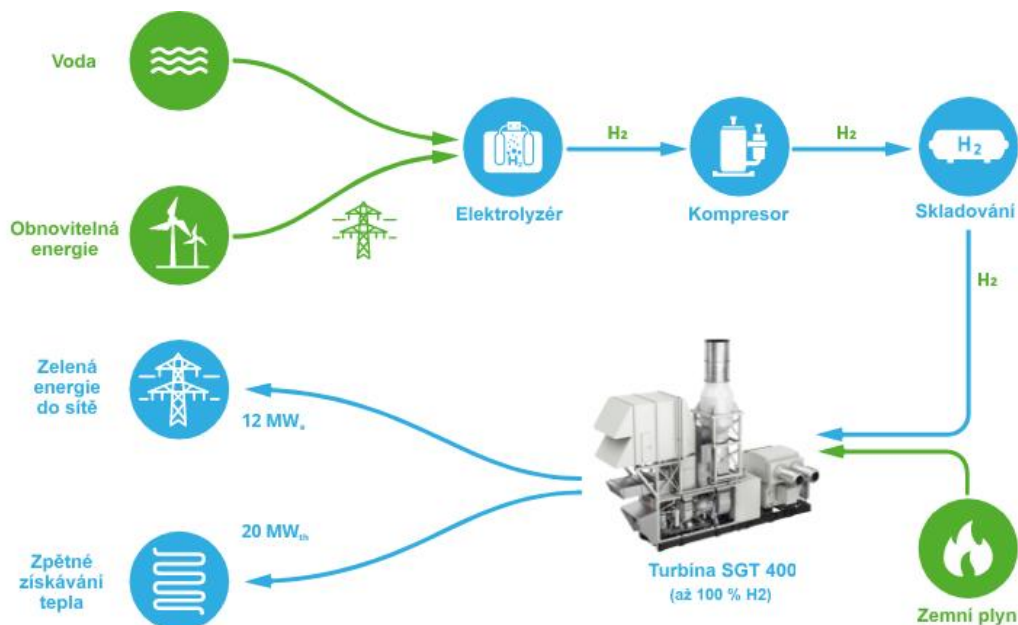 Voda
Obnovitelná
energie
Elektrolyzér
H₂
Kompresor
H₂
H₂
Skladování
H₂
Zelená
energie
do sítě
12 MWₑ
20 MWₜₕ
Zpětné
získávání
tepla
Turbína SGT 400
(až 100 % H2)
Zemní plyn